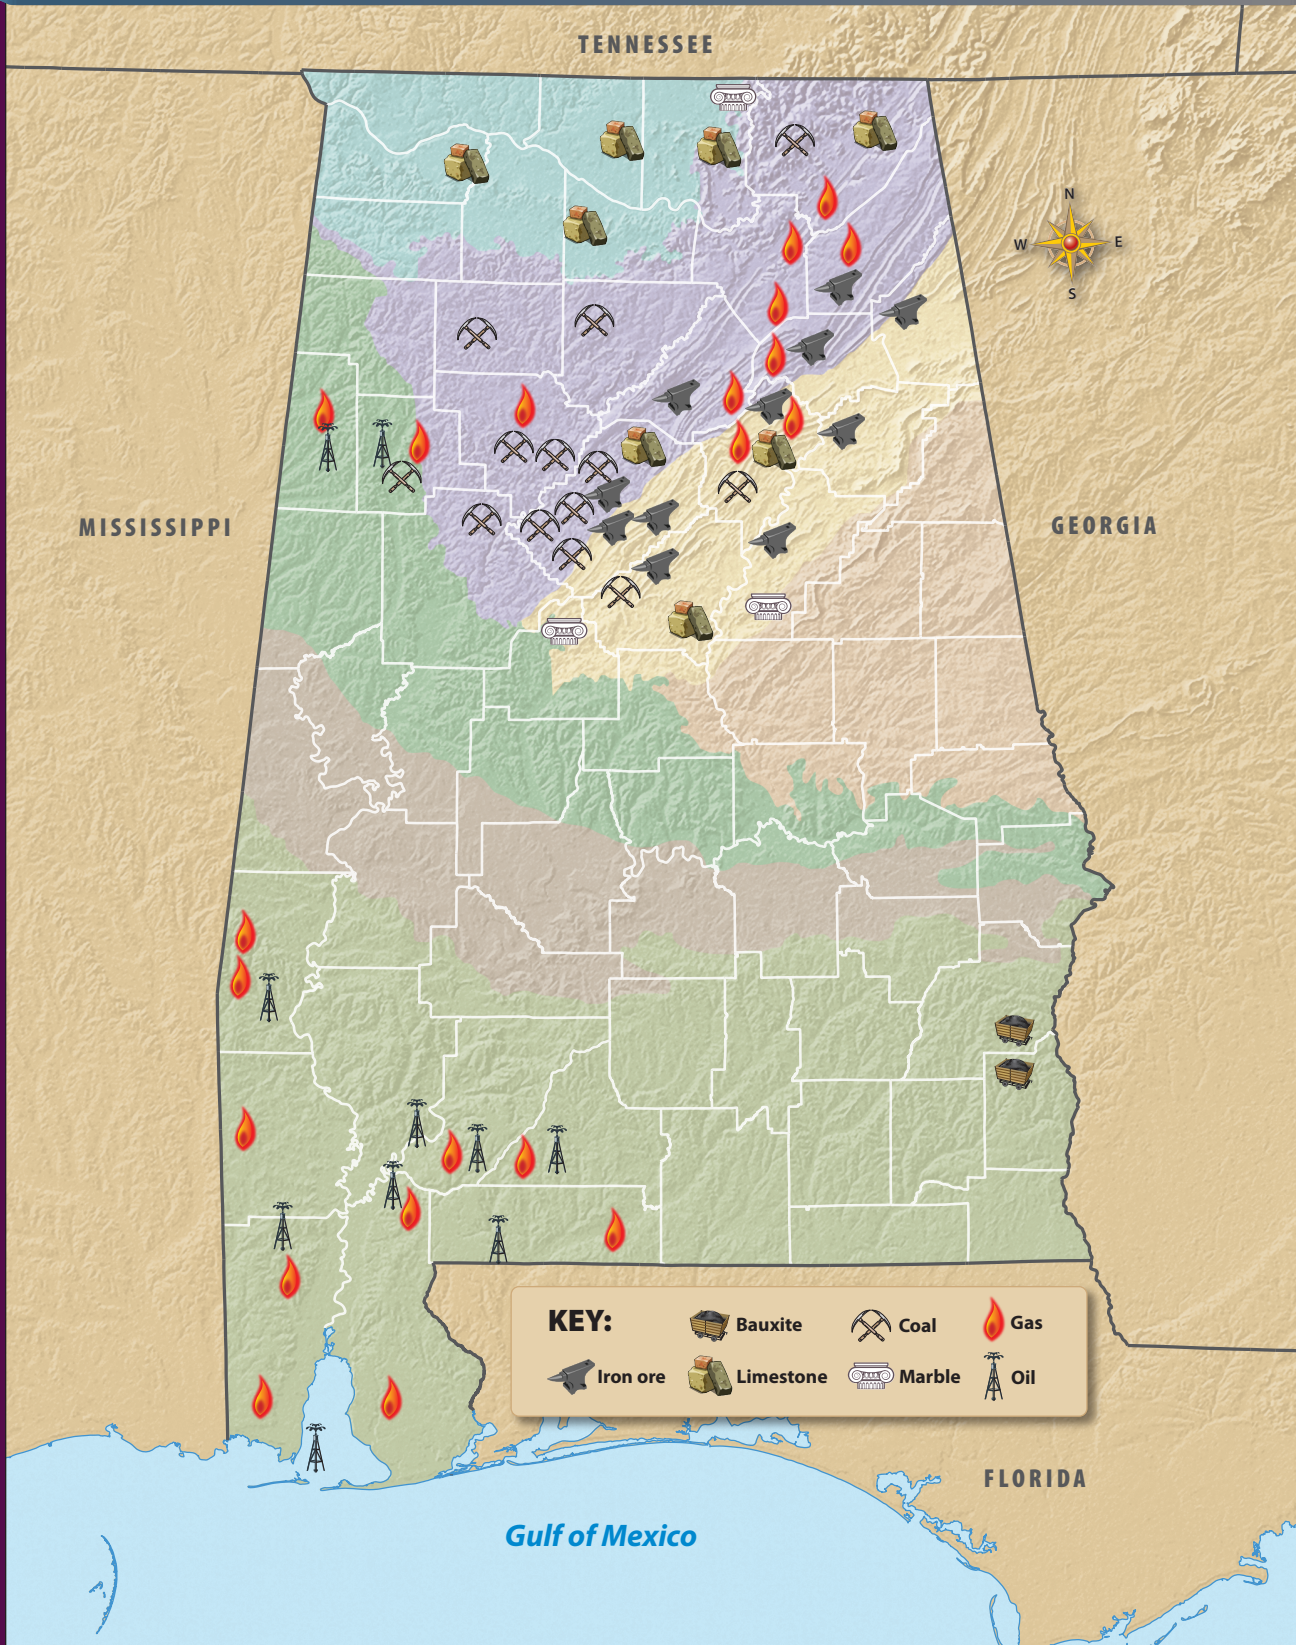 TENNESSEE
N
W E
S
MISSISSIPPI
GEORGIA
KEY:
Bauxite
Coal
Gas
Iron ore
Limestone
Marble
Oil
FLORIDA
Gulf of Mexico